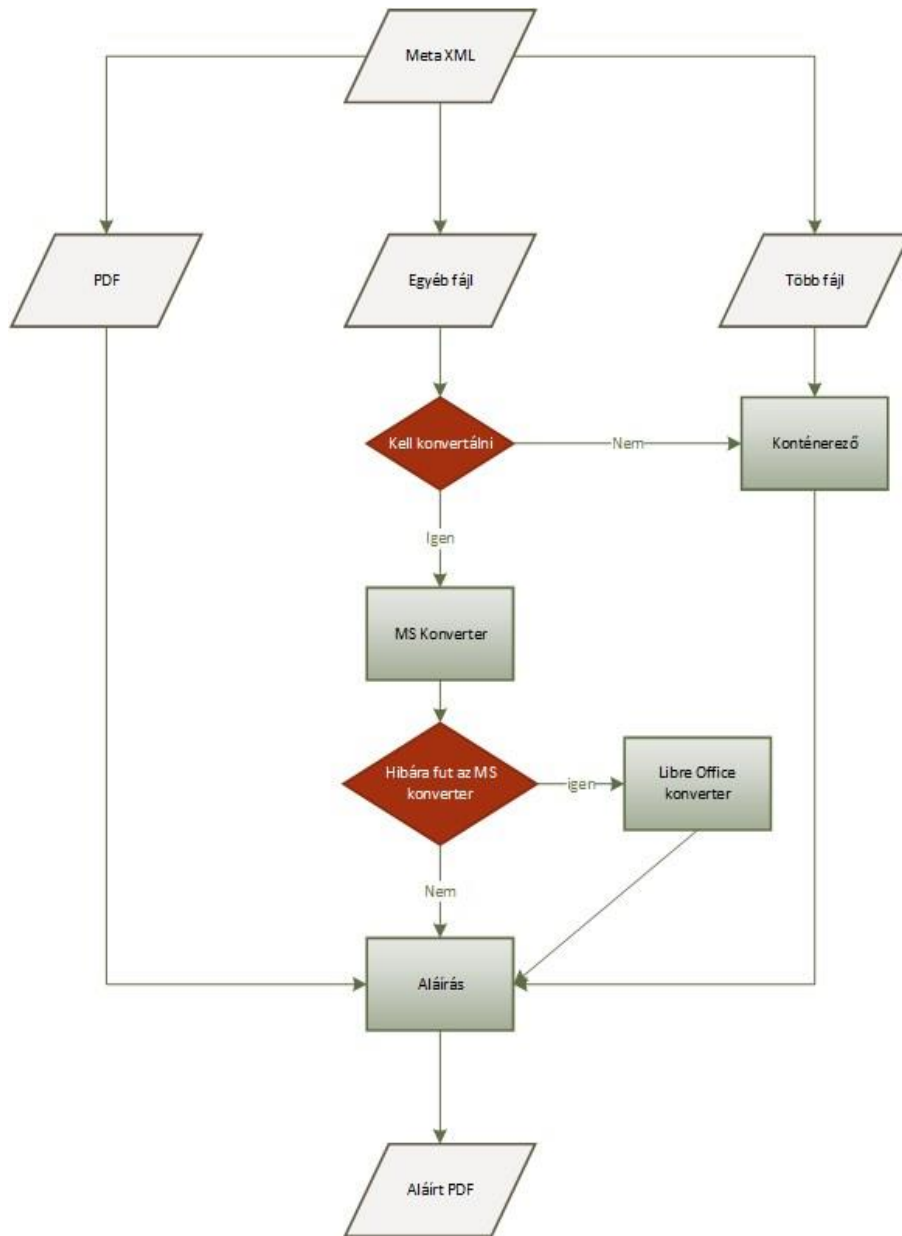 Meta XML
PDF
Egyéb fájl
Több fájl
Kell konvertálni
Nem
Konténerező
Igen
MS Konverter
Hibára fut az MS
konverter
igen
Libre Office
konverter
Nem
Aláírás
Aláírt PDF